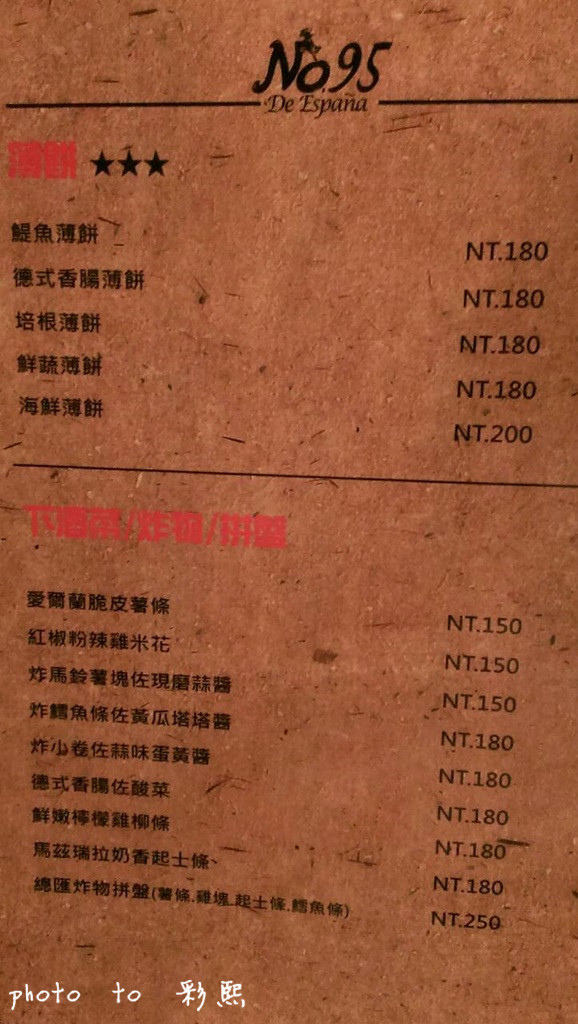 No.95
De España
薄餅 ★★★
鯷魚薄餅 NT.180
德式香腸薄餅 NT.180
培根薄餅 NT.180
鮮蔬薄餅 NT.180
海鮮薄餅 NT.200
下酒菜/炸物/拼盤
愛爾蘭脆皮薯條 NT.150
紅椒粉辣雞米花 NT.150
炸馬鈴薯塊佐現磨蒜醬 NT.150
炸鱈魚條佐黃瓜塔塔醬 NT.180
炸小卷佐蒜味蛋黃醬 NT.180
德式香腸佐酸菜 NT.180
鮮嫩檸檬雞柳條 NT.180
馬茲瑞拉奶香起士條、 NT.180
總匯炸物拼盤(薯條.雞塊.起士條.鱈魚條) NT.250
photo to 彩熙